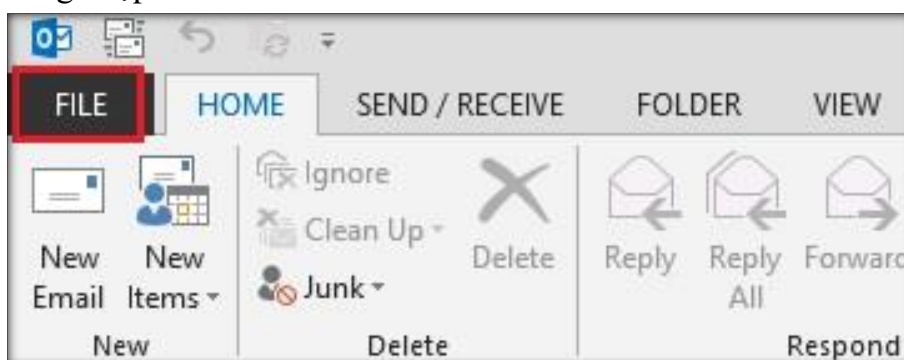 FILE HOME SEND / RECEIVE FOLDER VIEW
Ignore
Clean Up
Junk
Delete
New Email
New Items
Reply
Reply All
Forward
New Delete Respond